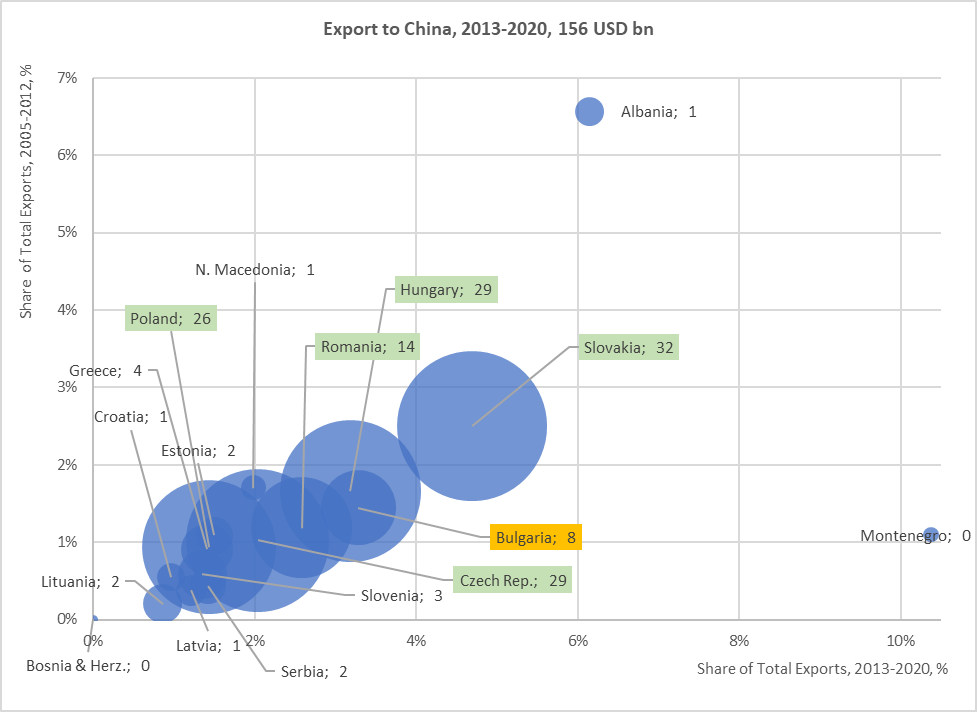 Export to China, 2013-2020, 156 USD bn
Share of Total Exports, 2005-2012, %
7%
Albania; 1
6%
5%
N. Macedonia; 1
Hungary; 29
4%
Poland; 26
Romania; 14
Slovakia; 32
Greece; 4
3%
Croatia; 1
Estonia; 2
2%
Bulgaria; 8
Montenegro; 0
1%
Lituania; 2
Czech Rep.; 29
Slovenia; 3
0%
0%
2%
4%
6%
8%
10%
Latvia; 1
Bosnia & Herz.; 0
Serbia; 2
Share of Total Exports, 2013-2020, %